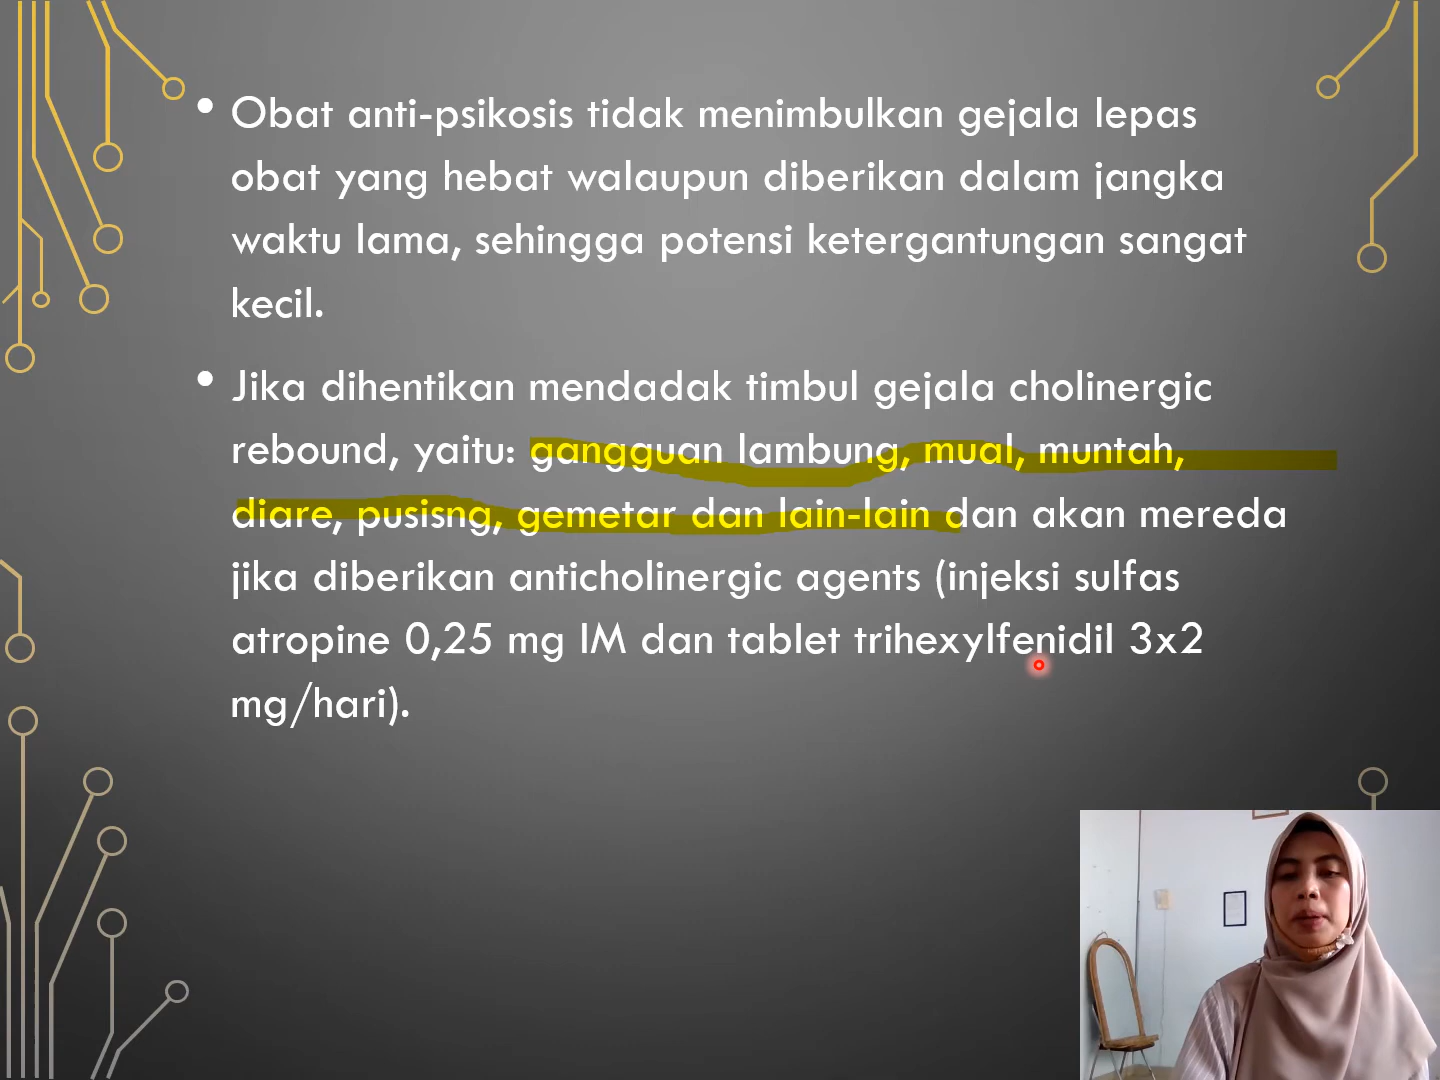 • Obat anti-psikosis tidak menimbulkan gejala lepas
obat yang hebat walaupun diberikan dalam jangka
waktu lama, sehingga potensi ketergantungan sangat
kecil.
• Jika dihentikan mendadak timbul gejala cholinergic
rebound, yaitu: gangguan lambung, mual, muntah,
diare, pusisng, gemetar dan lain-lain dan akan mereda
jika diberikan anticholinergic agents (injeksi sulfas
atropine 0,25 mg IM dan tablet trihexylfenidil 3x2
mg/hari).